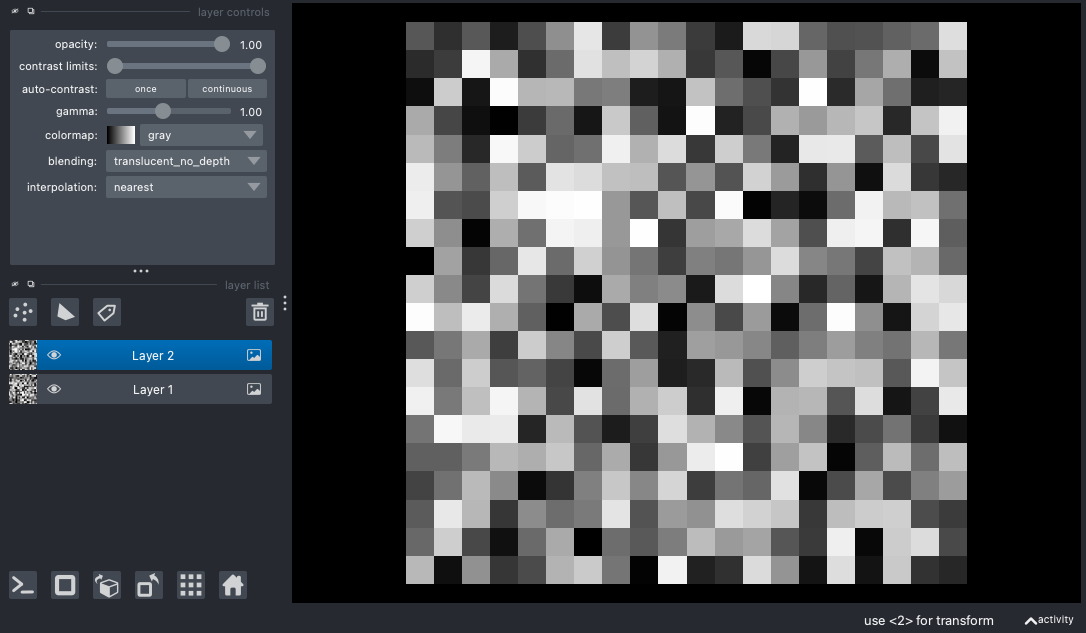 layer controls
opacity: 1.00
contrast limits:
auto-contrast: once continuous
gamma: 1.00
colormap: gray
blending: translucent_no_depth
interpolation: nearest
layer list
Layer 2
Layer 1
use <2> for transform activity